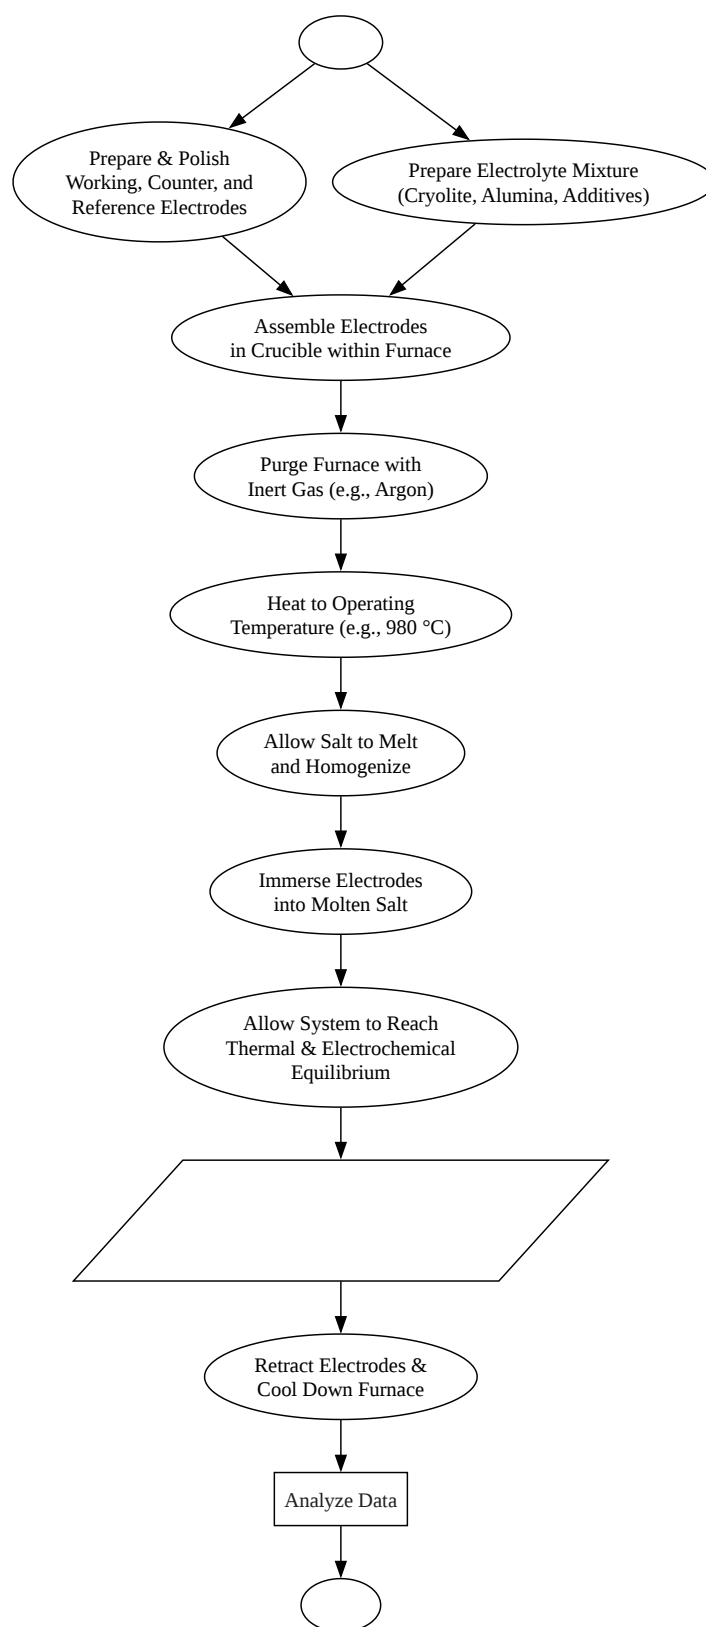 Prepare & Polish
Working, Counter, and
Reference Electrodes
Prepare Electrolyte Mixture
(Cryolite, Alumina, Additives)
Assemble Electrodes
in Crucible within Furnace
Purge Furnace with
Inert Gas (e.g., Argon)
Heat to Operating
Temperature (e.g., 980 °C)
Allow Salt to Melt
and Homogenize
Immerse Electrodes
into Molten Salt
Allow System to Reach
Thermal & Electrochemical
Equilibrium
Retract Electrodes &
Cool Down Furnace
Analyze Data